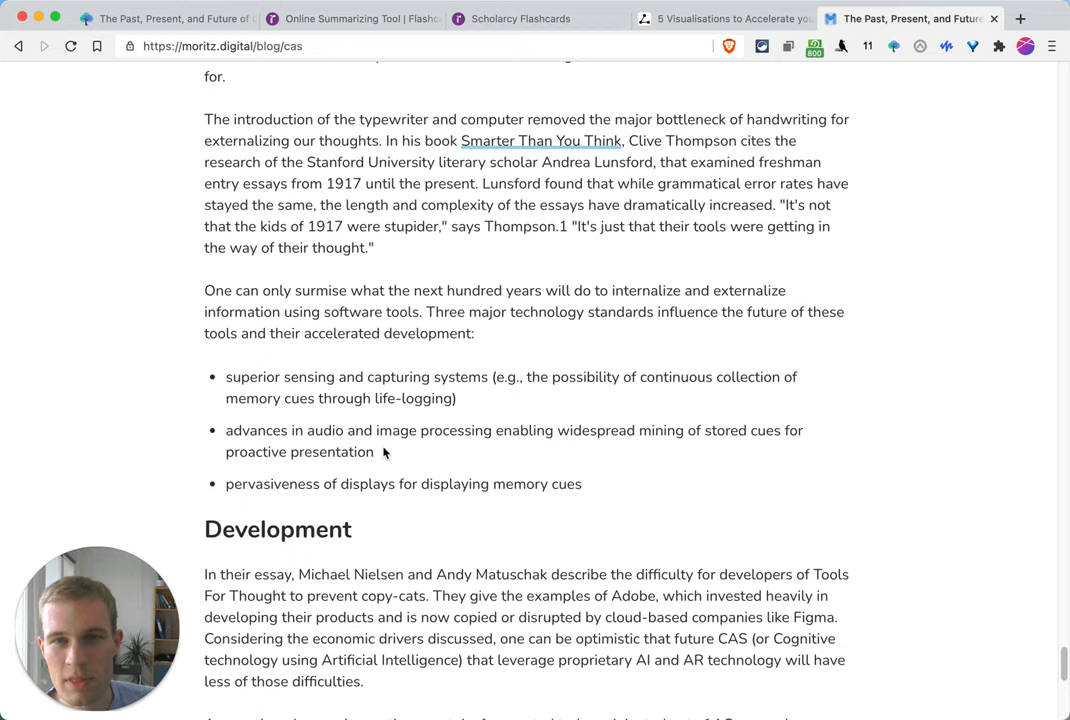 The Past, Present, and Future of
Online Summarizing Tool | Flashc
Scholarcy Flashcards
5 Visualisations to Accelerate you
The Past, Present, and Future
https://moritz.digital/blog/cas
800
11
for.
The introduction of the typewriter and computer removed the major bottleneck of handwriting for
externalizing our thoughts. In his book Smarter Than You Think, Clive Thompson cites the
research of the Stanford University literary scholar Andrea Lunsford, that examined freshman
entry essays from 1917 until the present. Lunsford found that while grammatical error rates have
stayed the same, the length and complexity of the essays have dramatically increased. "It's not
that the kids of 1917 were stupider," says Thompson.1 "It's just that their tools were getting in
the way of their thought."
One can only surmise what the next hundred years will do to internalize and externalize
information using software tools. Three major technology standards influence the future of these
tools and their accelerated development:
• superior sensing and capturing systems (e.g., the possibility of continuous collection of
memory cues through life-logging)
• advances in audio and image processing enabling widespread mining of stored cues for
proactive presentation
• pervasiveness of displays for displaying memory cues
Development
In their essay, Michael Nielsen and Andy Matuschak describe the difficulty for developers of Tools
For Thought to prevent copy-cats. They give the examples of Adobe, which invested heavily in
developing their products and is now copied or disrupted by cloud-based companies like Figma.
Considering the economic drivers discussed, one can be optimistic that future CAS (or Cognitive
technology using Artificial Intelligence) that leverage proprietary AI and AR technology will have
less of those difficulties.